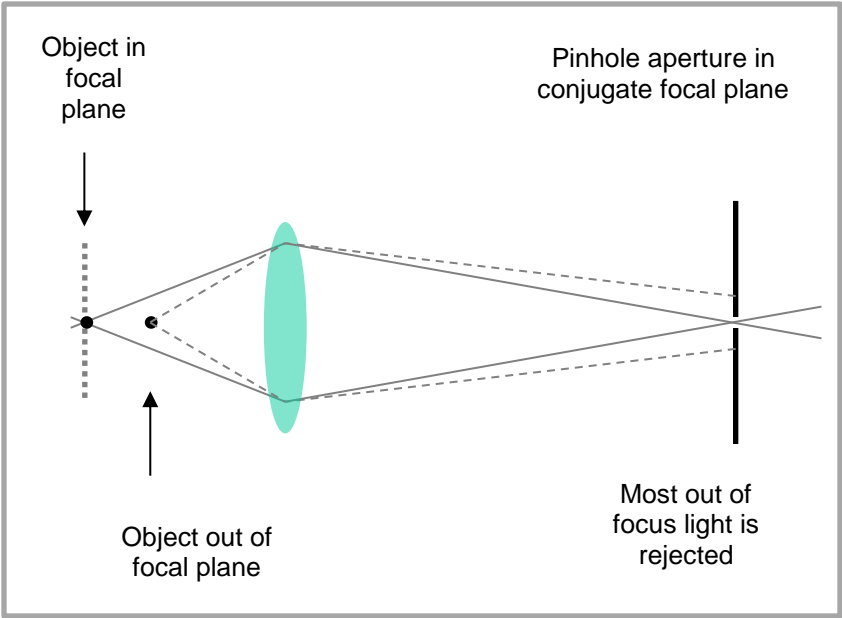 Object in
focal
plane
Pinhole aperture in
conjugate focal plane
Object out of
focal plane
Most out of
focus light is
rejected